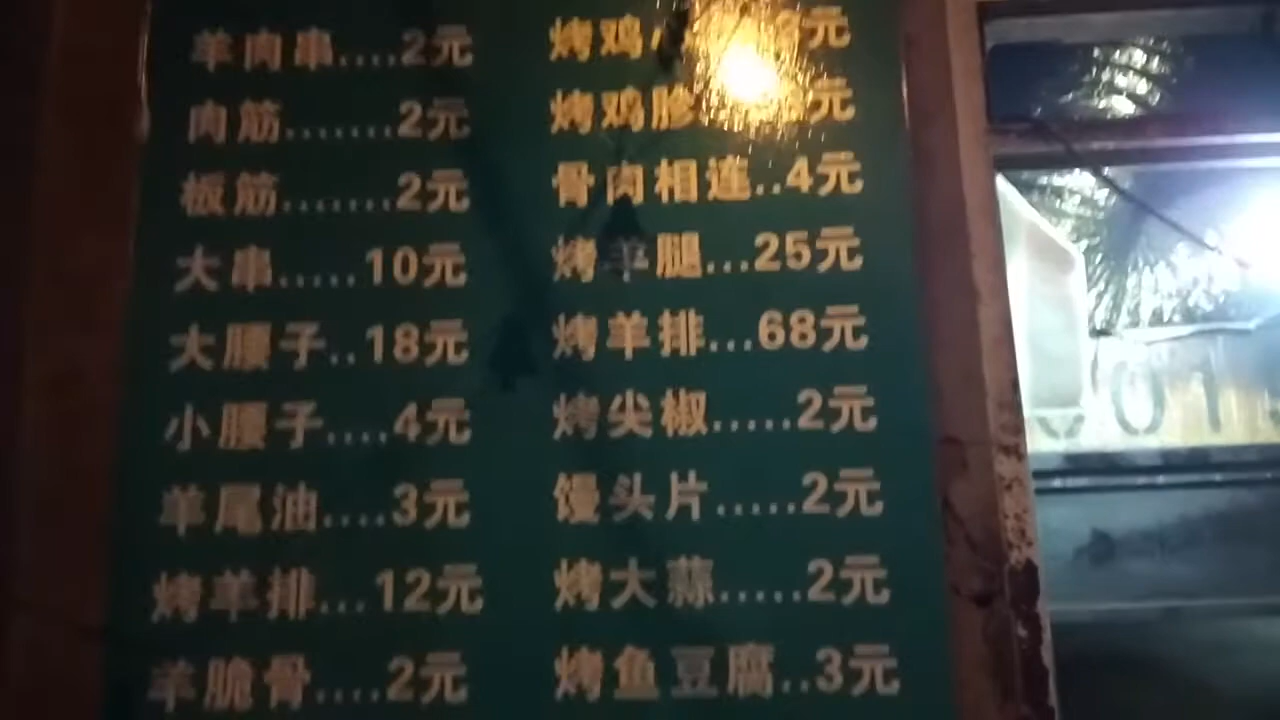 羊肉串....2元
肉筋.......2元
板筋.......2元
大串.....10元
大腰子..18元
小腰子....4元
羊尾油....3元
烤羊排...12元
羊脆骨....2元
烤鸡
烤鸡胗
骨肉相连..4元
烤羊腿...25元
烤羊排...68元
烤尖椒.....2元
馒头片.....2元
烤大蒜.....2元
烤鱼豆腐..3元